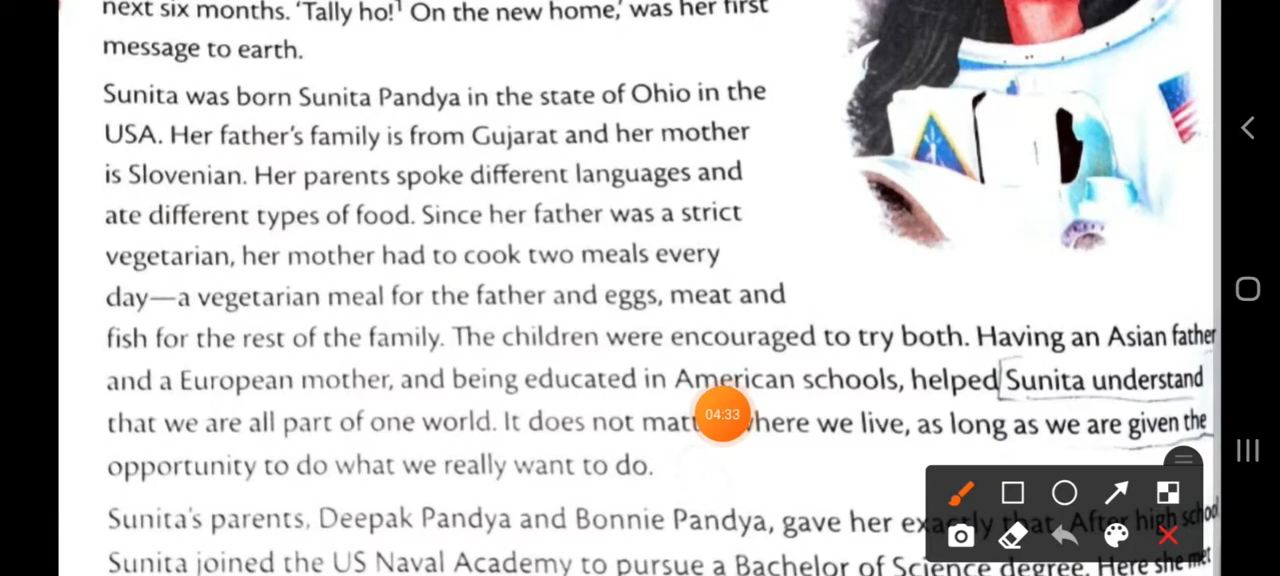 next six months. 'Tally ho!¹ On the new home,' was her first
message to earth.
Sunita was born Sunita Pandya in the state of Ohio in the
USA. Her father's family is from Gujarat and her mother
is Slovenian. Her parents spoke different languages and
ate different types of food. Since her father was a strict
vegetarian, her mother had to cook two meals every
day—a vegetarian meal for the father and eggs, meat and
fish for the rest of the family. The children were encouraged to try both. Having an Asian father
and a European mother, and being educated in American schools, helped Sunita understand
that we are all part of one world. It does not where we live, as long as we are given the
opportunity to do what we really want to do.
Sunita's parents, Deepak Pandya and Bonnie Pandya, gave her exactly that. After high school
Sunita joined the US Naval Academy to pursue a Bachelor of Science degree. Here she met
04:33